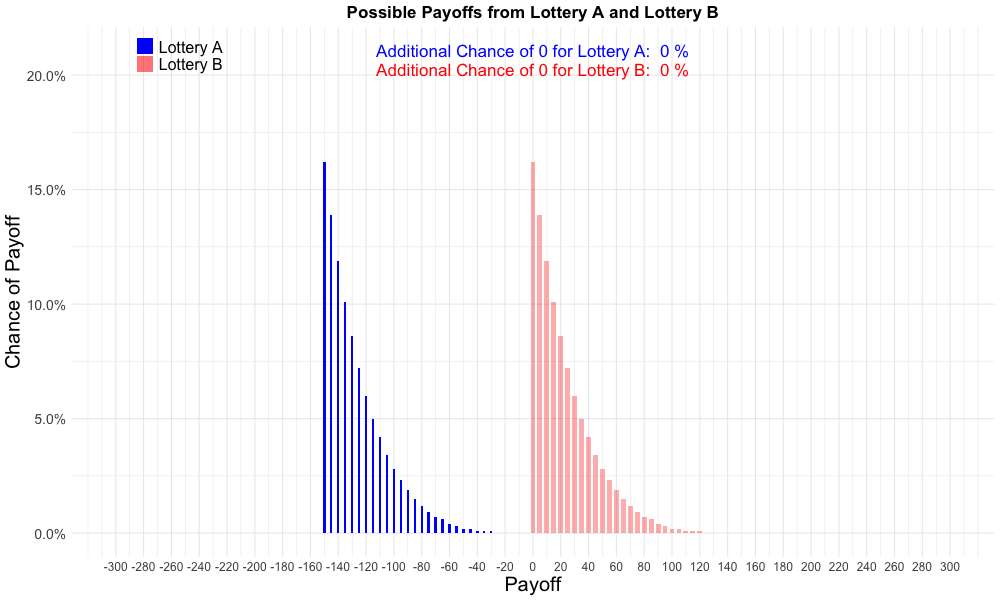 Possible Payoffs from Lottery A and Lottery B
Lottery A
Lottery B
Additional Chance of 0 for Lottery A: 0 %
Additional Chance of 0 for Lottery B: 0 %
Chance of Payoff
20.0%
15.0%
10.0%
5.0%
0.0%
-300 -280 -260 -240 -220 -200 -180 -160 -140 -120 -100 -80 -60 -40 -20 0 20 40 60 80 100 120 140 160 180 200 220 240 260 280 300
Payoff